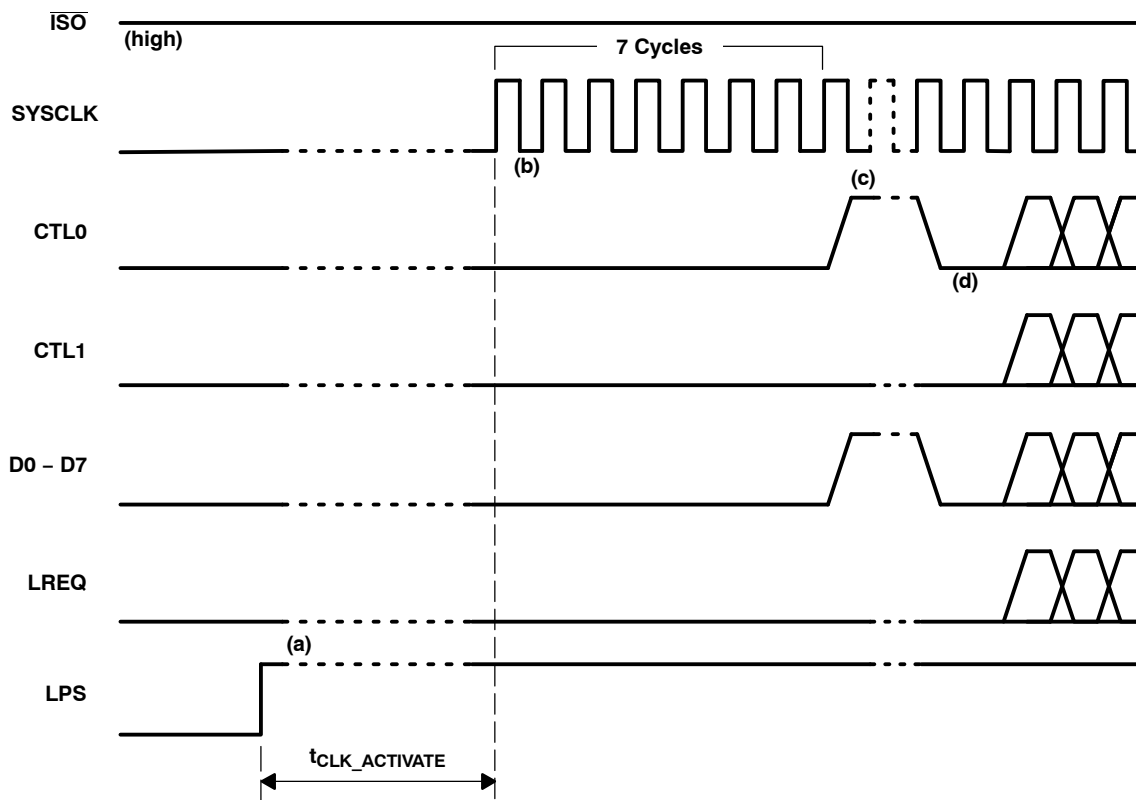 ISO
(high)
7 Cycles
SYSCLK
(b)
(c)
CTL0
(d)
CTL1
D0 – D7
LREQ
(a)
LPS
tCLK_ACTIVATE